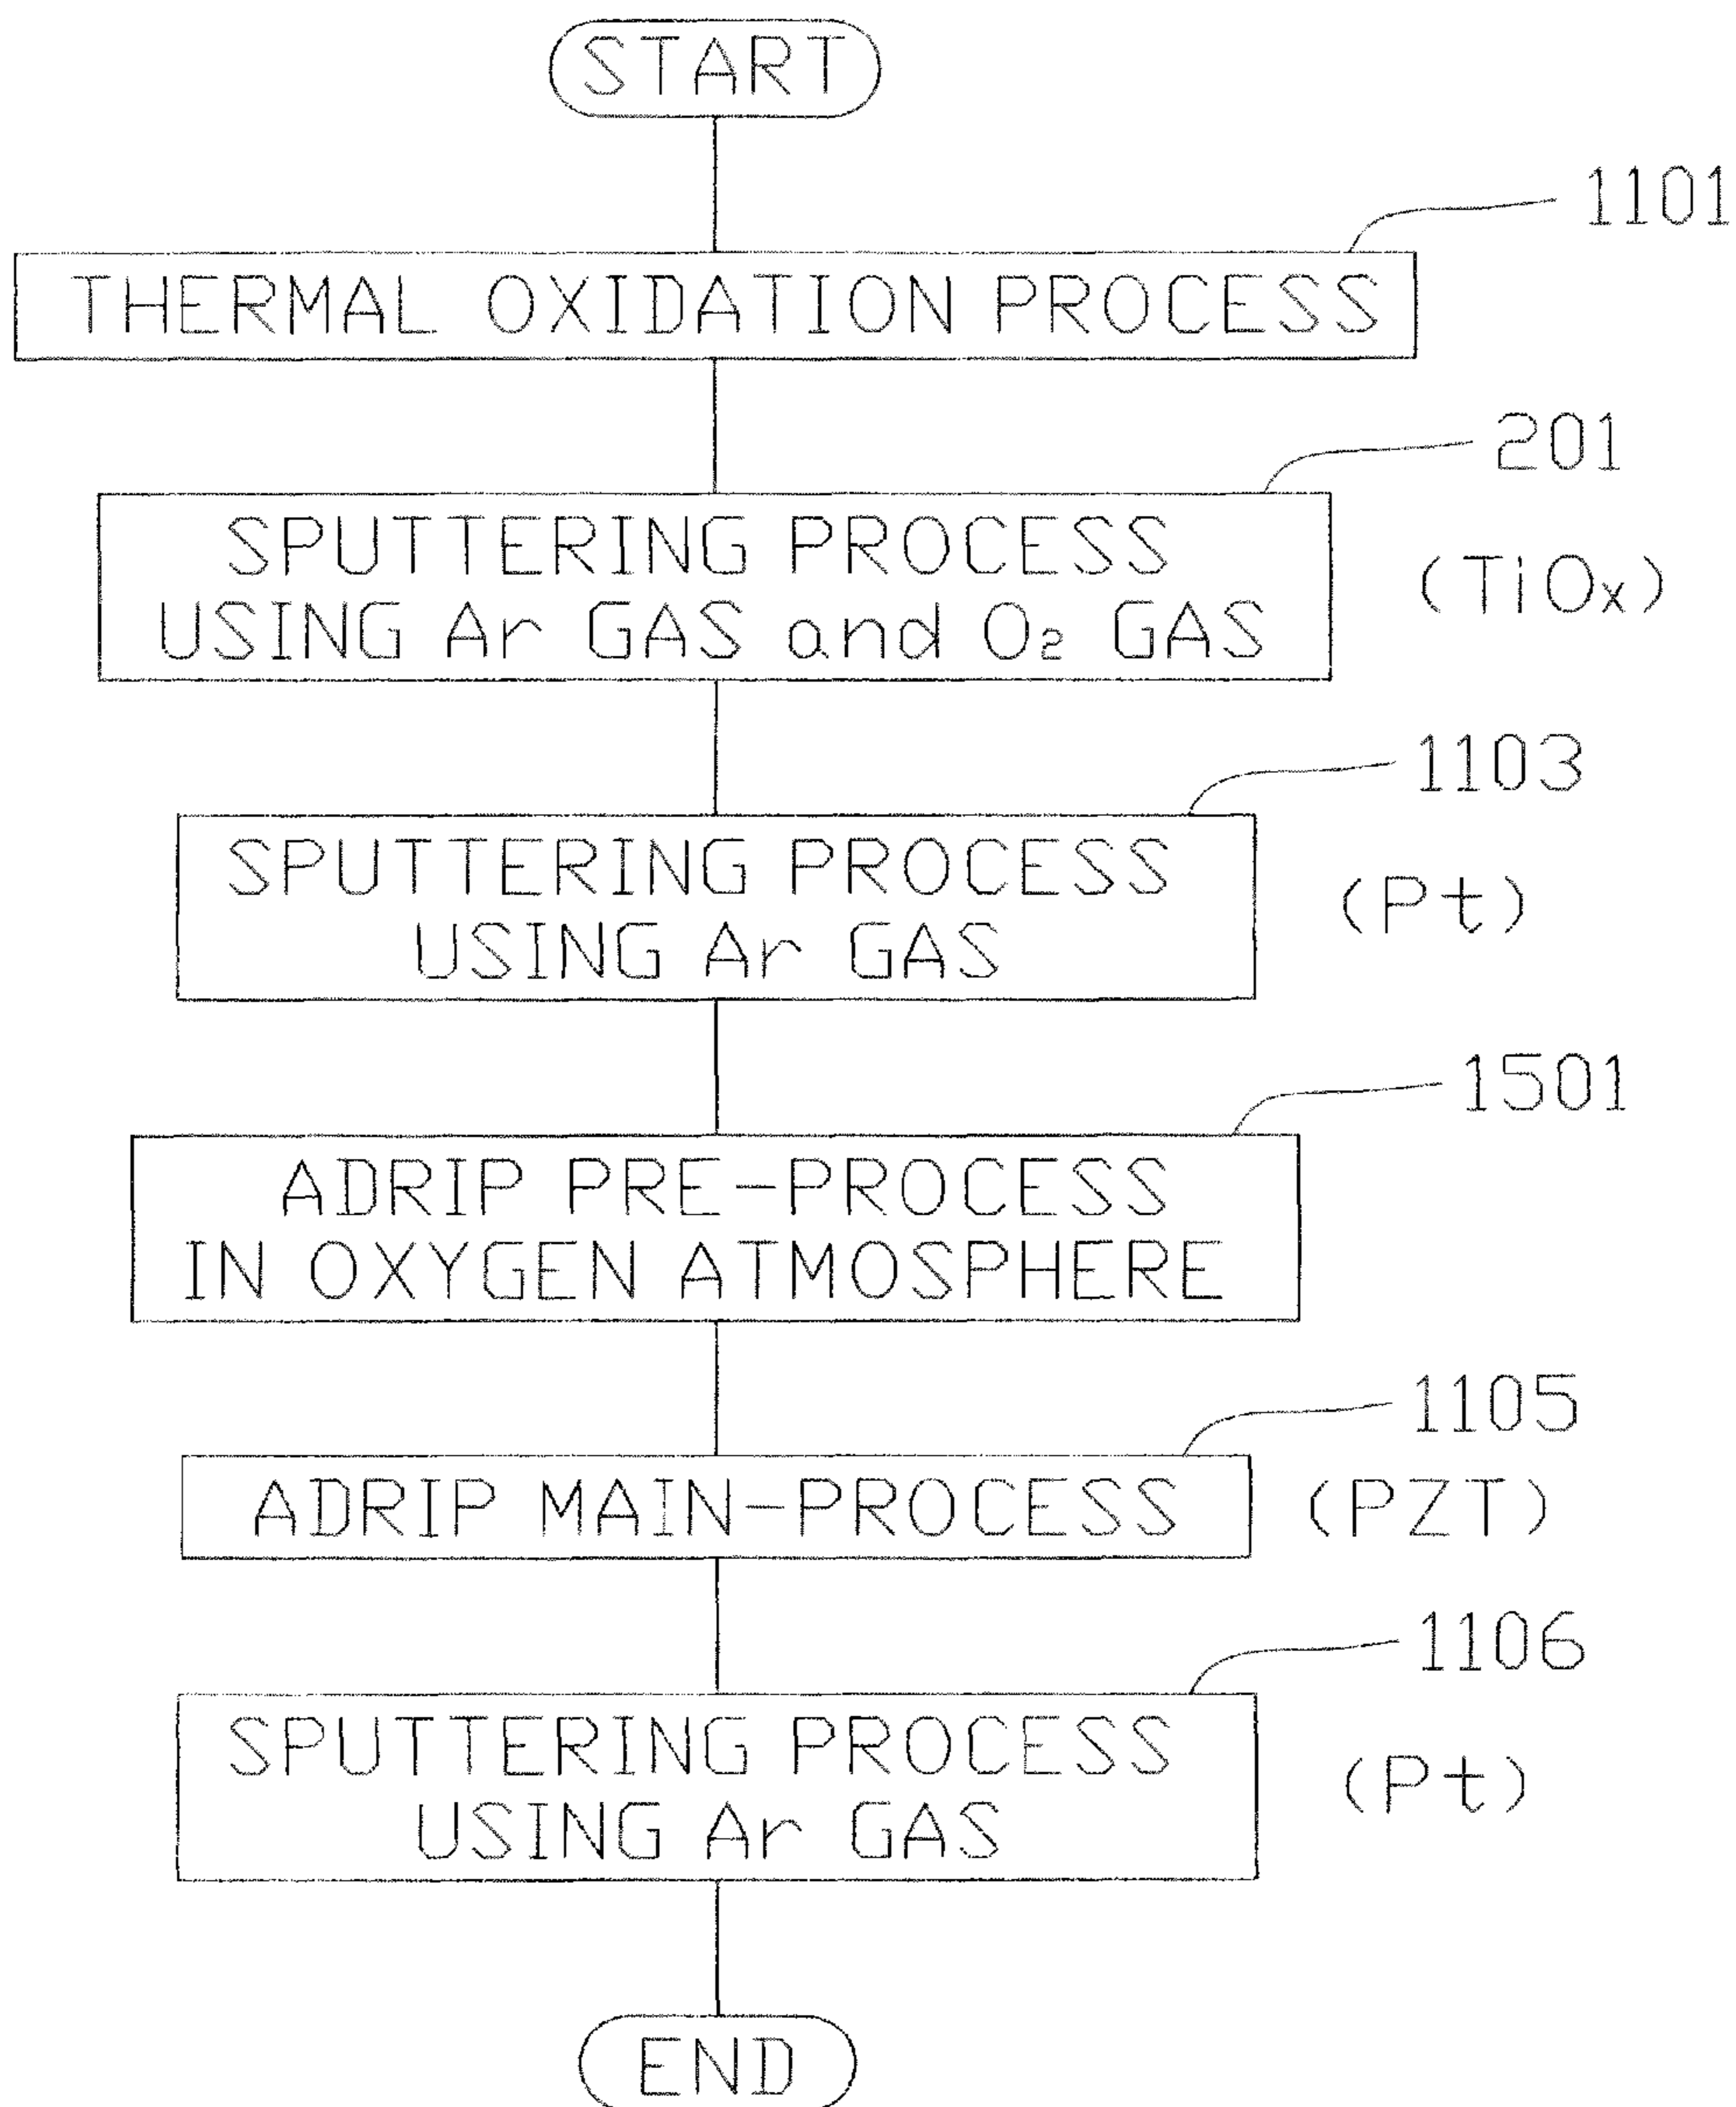 START
1101
THERMAL OXIDATION PROCESS
201
SPUTTERING PROCESS
USING Ar GAS and O₂ GAS
(TiOx)
1103
SPUTTERING PROCESS
USING Ar GAS
(Pt)
1501
ADRIP PRE-PROCESS
IN OXYGEN ATMOSPHERE
1105
ADRIP MAIN-PROCESS
(PZT)
1106
SPUTTERING PROCESS
USING Ar GAS
(Pt)
END